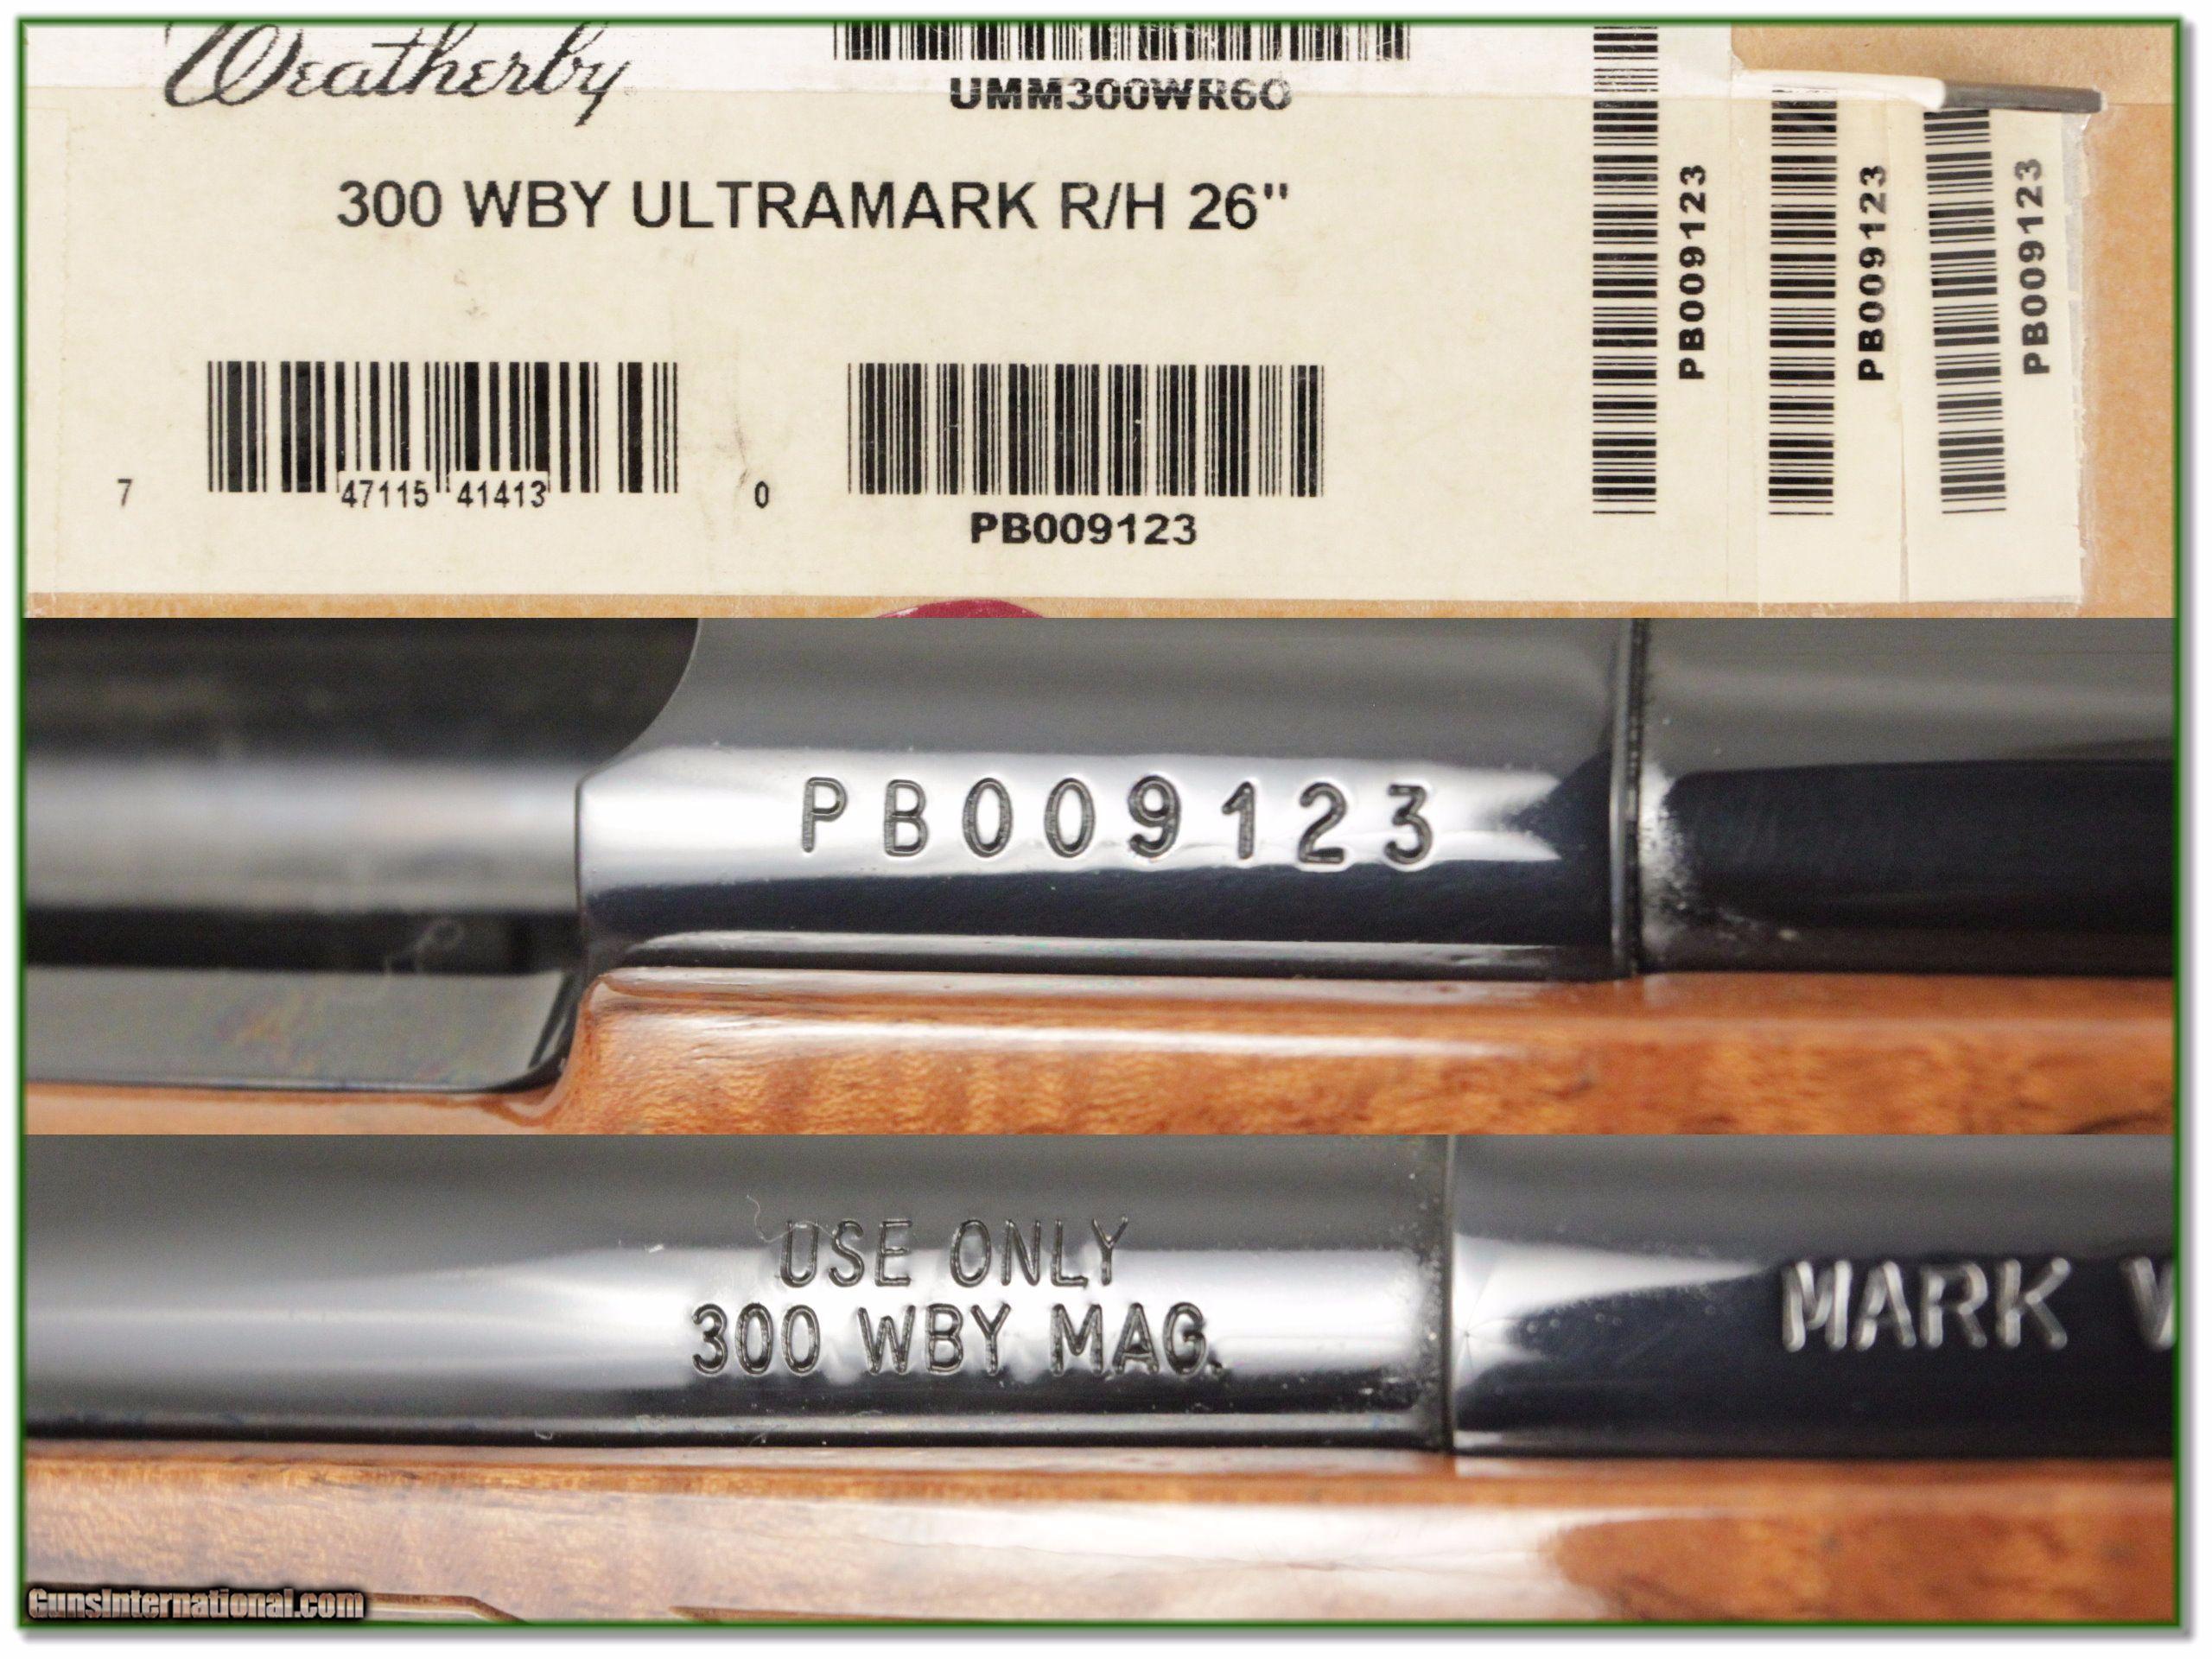 Weatherby
UMM300WR6O
300 WBY ULTRAMARK R/H 26"
7 47115 41413 0
PB009123
PB009123
PB009123
PB009123
PB009123
USE ONLY
300 WBY MAG.
MARK
GunsInternational.com